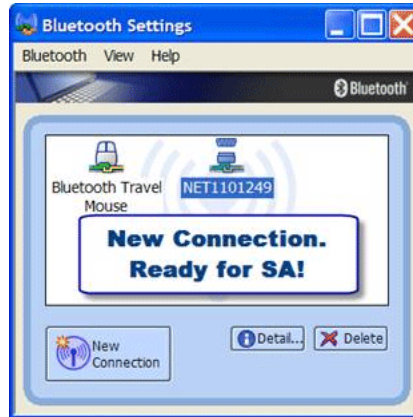 Bluetooth Settings
Bluetooth View Help
Bluetooth
Bluetooth Travel
Mouse
NET1101249
New Connection.
Ready for SA!
New
Connection
Detail...
Delete